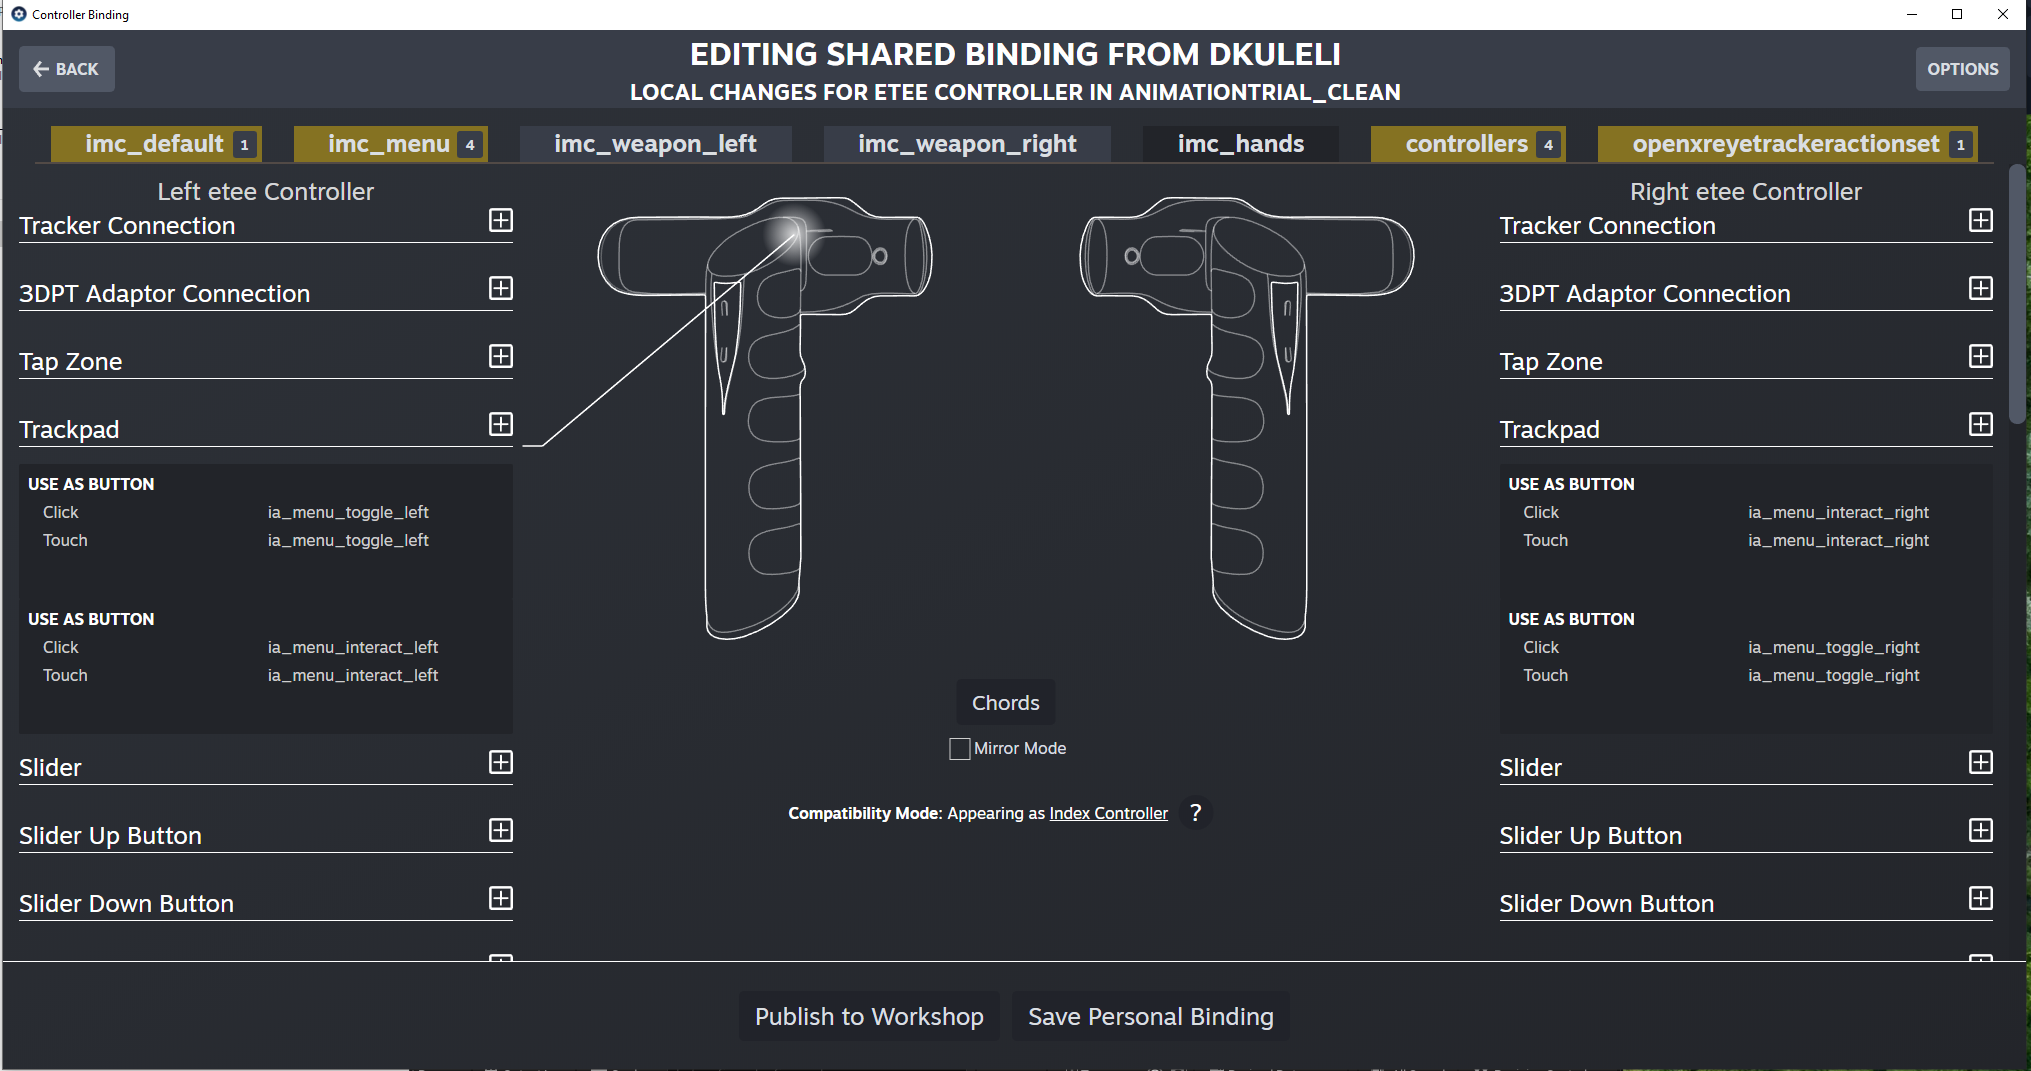 Controller Binding
BACK
EDITING SHARED BINDING FROM DKULELI
LOCAL CHANGES FOR ETEE CONTROLLER IN ANIMATIONTRIAL_CLEAN
OPTIONS
imc_default 1
imc_menu 4
imc_weapon_left
imc_weapon_right
imc_hands
controllers 4
openxreyetrackeractionset 1
Left etee Controller
Tracker Connection
3DPT Adaptor Connection
Tap Zone
Trackpad
USE AS BUTTON
Click ia_menu_toggle_left
Touch ia_menu_toggle_left
USE AS BUTTON
Click ia_menu_interact_left
Touch ia_menu_interact_left
Slider
Slider Up Button
Slider Down Button
Chords
Mirror Mode
Compatibility Mode: Appearing as Index Controller ?
Right etee Controller
Tracker Connection
3DPT Adaptor Connection
Tap Zone
Trackpad
USE AS BUTTON
Click ia_menu_interact_right
Touch ia_menu_interact_right
USE AS BUTTON
Click ia_menu_toggle_right
Touch ia_menu_toggle_right
Slider
Slider Up Button
Slider Down Button
Publish to Workshop
Save Personal Binding